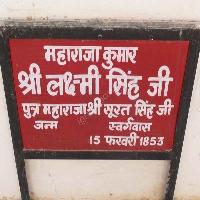 महाराजा कुमार
श्री लक्ष्मी सिंह जी
पुत्र महाराजाश्री सूरत सिंह जी
जन्म स्वर्गवास
15 फरवरी 1853